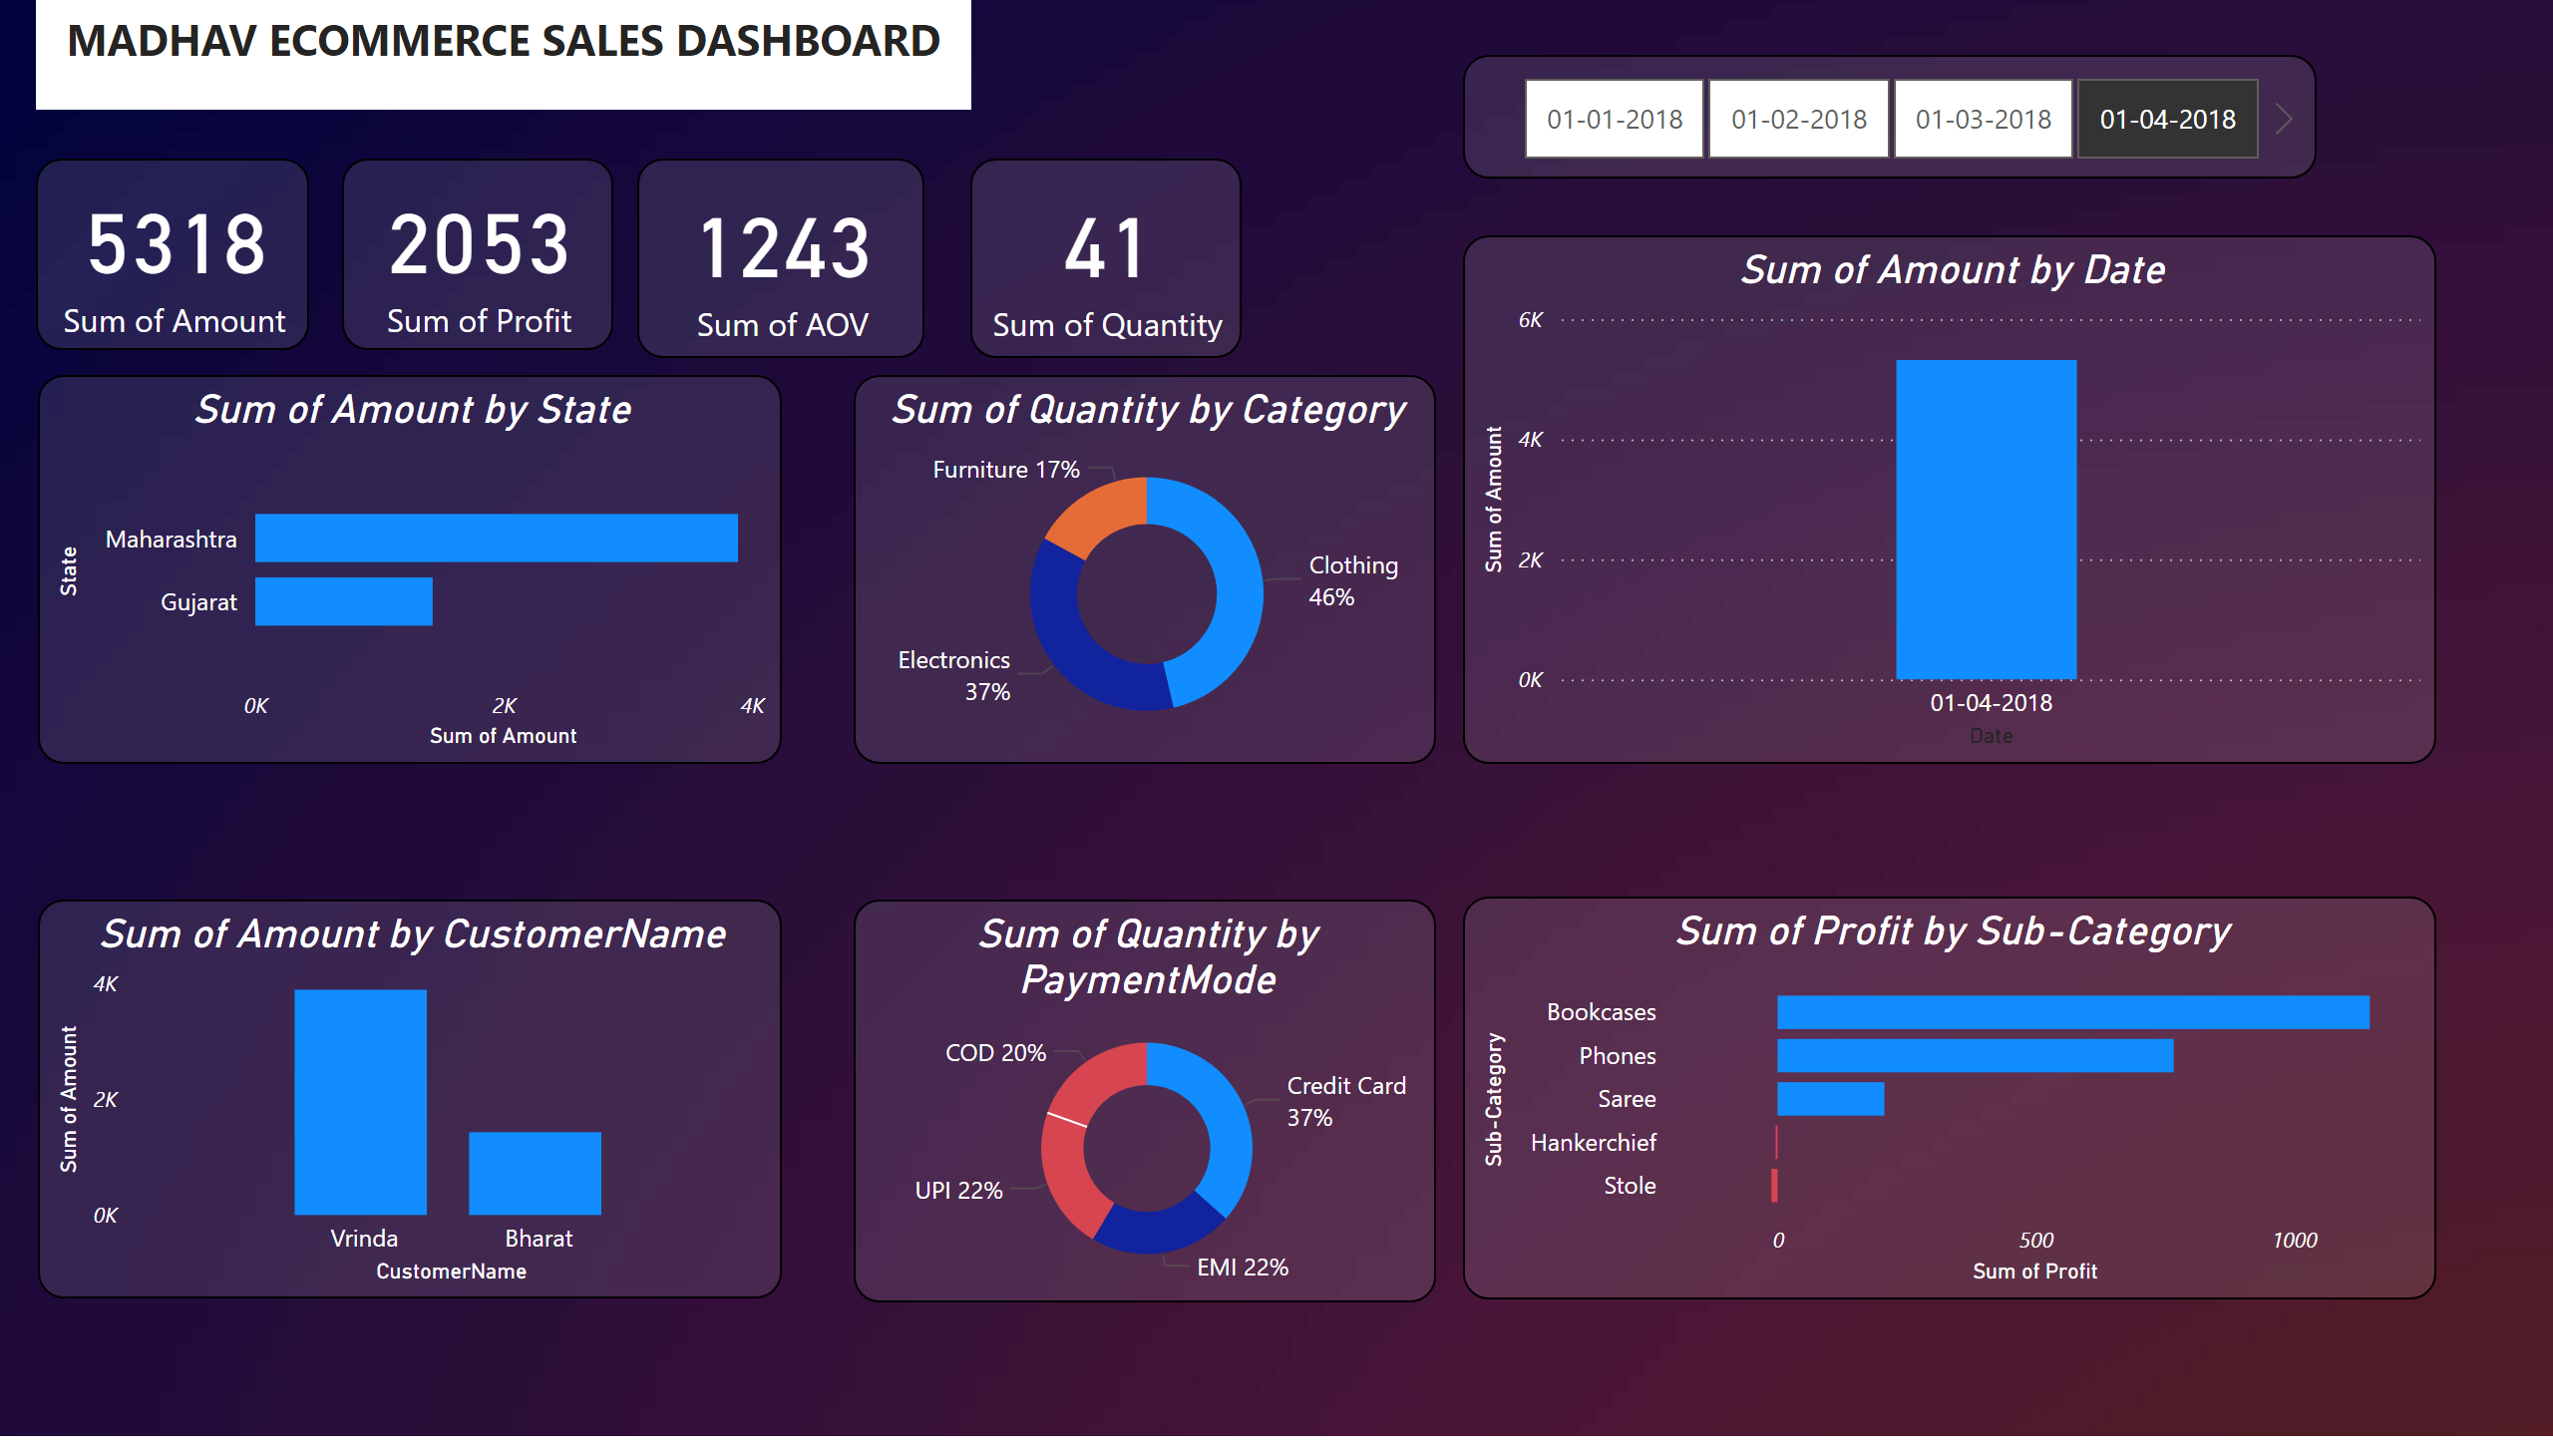 MADHAV ECOMMERCE SALES DASHBOARD
01-01-2018
01-02-2018
01-03-2018
01-04-2018
5318
Sum of Amount
2053
Sum of Profit
1243
Sum of AOV
41
Sum of Quantity
Sum of Amount by State
State
Maharashtra
Gujarat
0K
2K
4K
Sum of Amount
Sum of Quantity by Category
Furniture 17%
Clothing
46%
Electronics
37%
Sum of Amount by Date
Sum of Amount
6K
4K
2K
0K
01-04-2018
Date
Sum of Amount by CustomerName
Sum of Amount
4K
2K
0K
Vrinda
Bharat
CustomerName
Sum of Quantity by
PaymentMode
COD 20%
Credit Card
37%
UPI 22%
EMI 22%
Sum of Profit by Sub-Category
Sub-Category
Bookcases
Phones
Saree
Hankerchief
Stole
0
500
1000
Sum of Profit